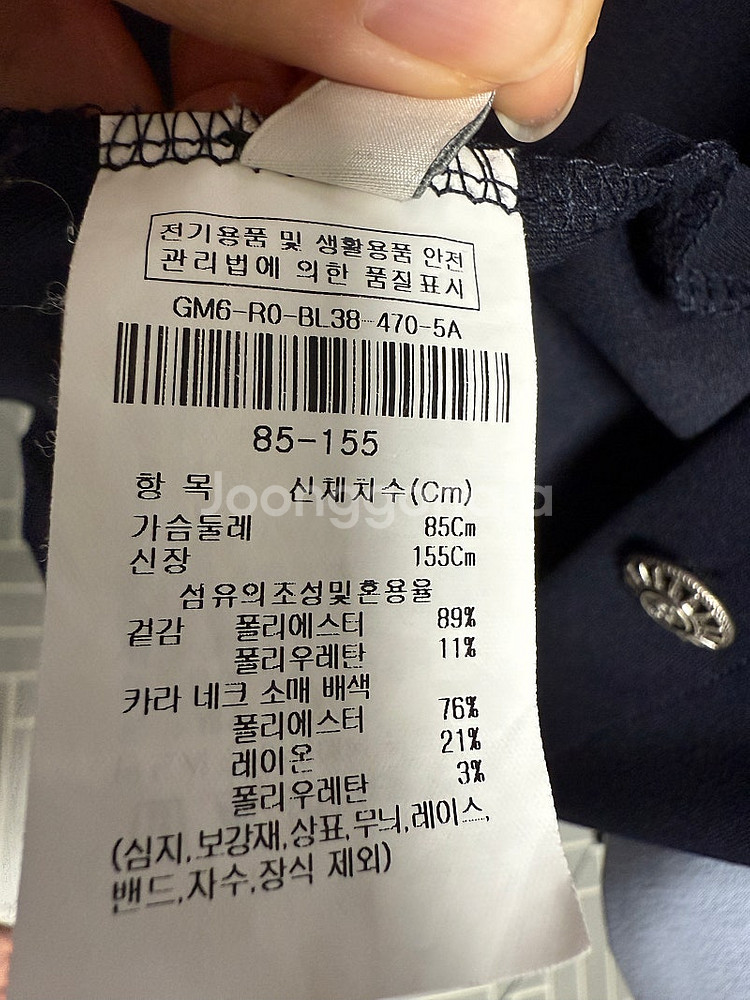 전기용품 및 생활용품 안전
관리법에 의한 품질표시
GM6-R0-BL38-470-5A
85-155
항 목 신체치수(Cm)
가슴둘레 85Cm
신장 155Cm
섬유의조성및혼용율
겉감 폴리에스터 89%
폴리우레탄 11%
카라 네크 소매 배색
폴리에스터 76%
레이온 21%
폴리우레탄 3%
(심지,보강재,상표,무늬,레이스,
밴드,자수,장식 제외)